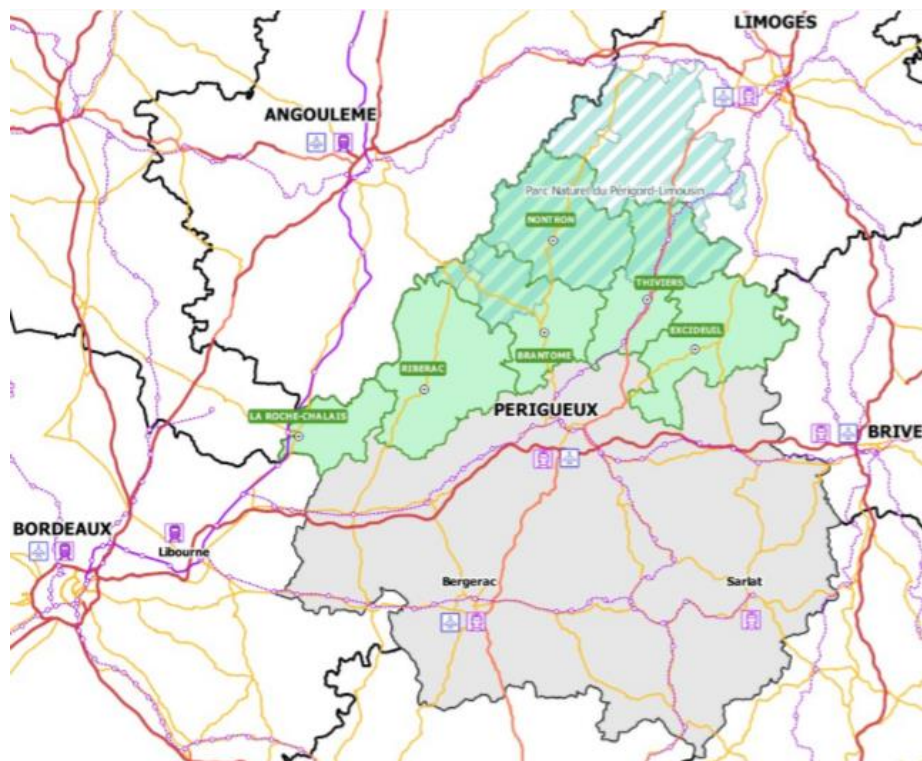 LIMOGES
ANGOULEME
Parc Naturel du Périgord-Limousin
NONTRON
THIVIERS
EXCIDEUIL
BRANTOME
RIBERAC
LA ROCHE-CHALAIS
PERIGUEUX
BRIVE
BORDEAUX
Libourne
Bergerac
Sarlat